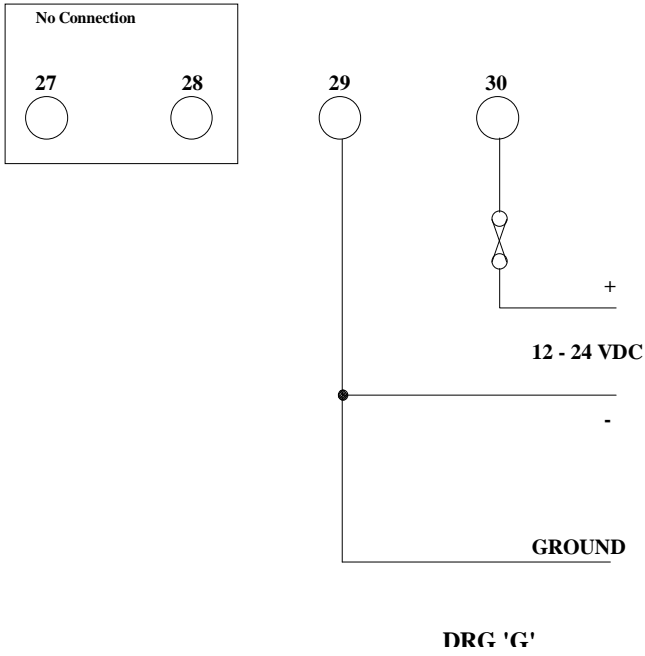 No Connection
27 28 29 30
+
12 - 24 VDC
-
GROUND
DRG 'G'